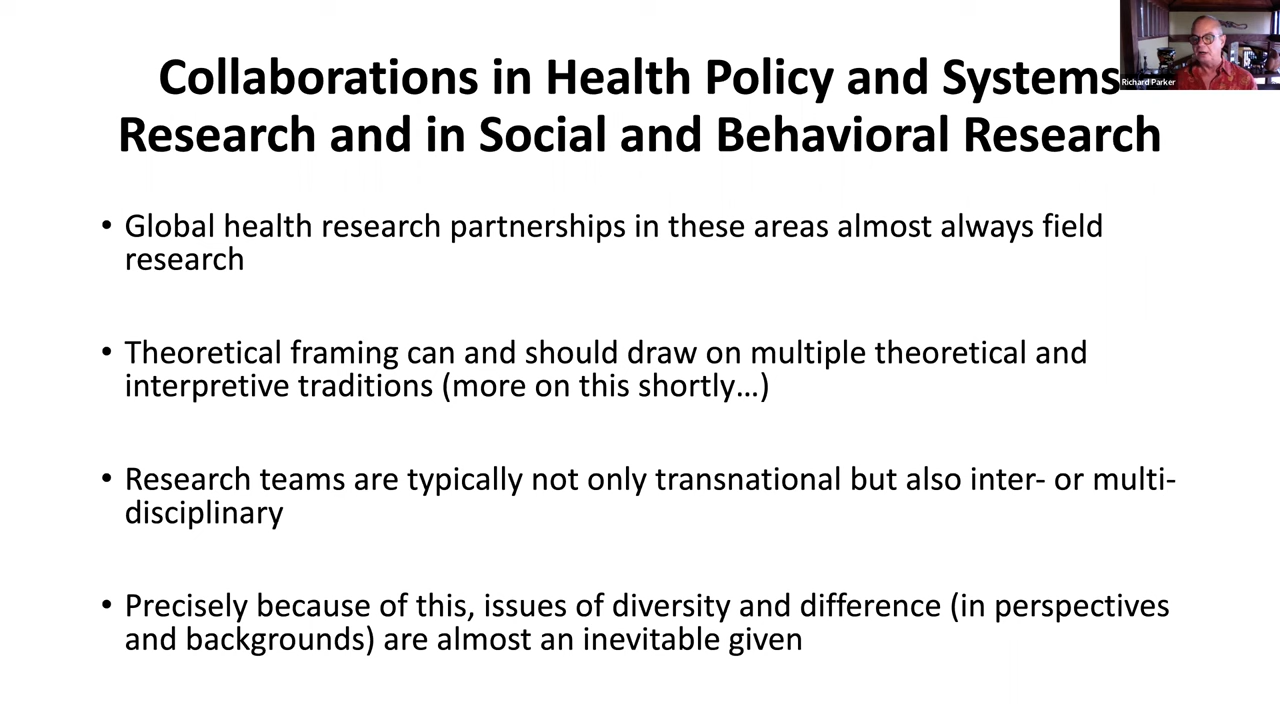 Collaborations in Health Policy and Systems
Research and in Social and Behavioral Research
Richard Parker
• Global health research partnerships in these areas almost always field
research
• Theoretical framing can and should draw on multiple theoretical and
interpretive traditions (more on this shortly…)
• Research teams are typically not only transnational but also inter- or multi-
disciplinary
• Precisely because of this, issues of diversity and difference (in perspectives
and backgrounds) are almost an inevitable given